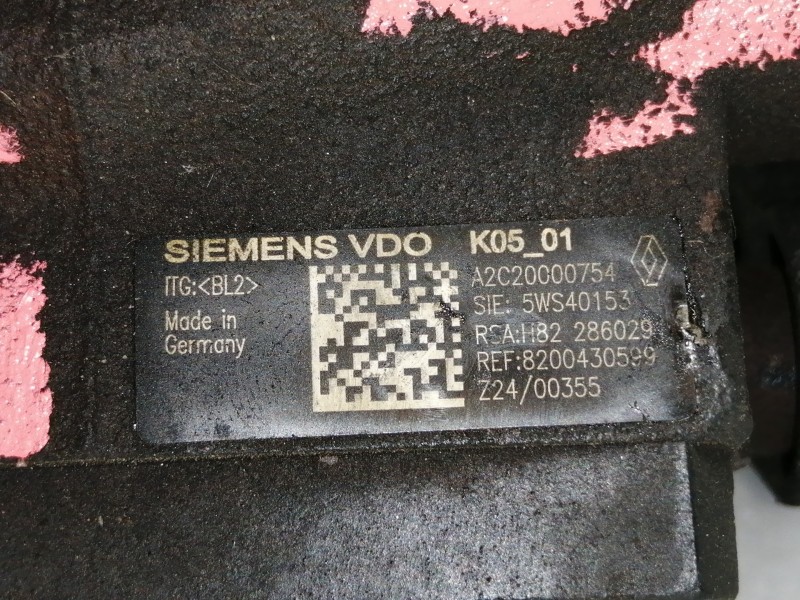 SIEMENS VDO K05_01
ITG:<BL2>
Made in
Germany
A2C20000754
SIE: 5WS40153
RSA:H82 286029
REF:8200430599
Z24/00355